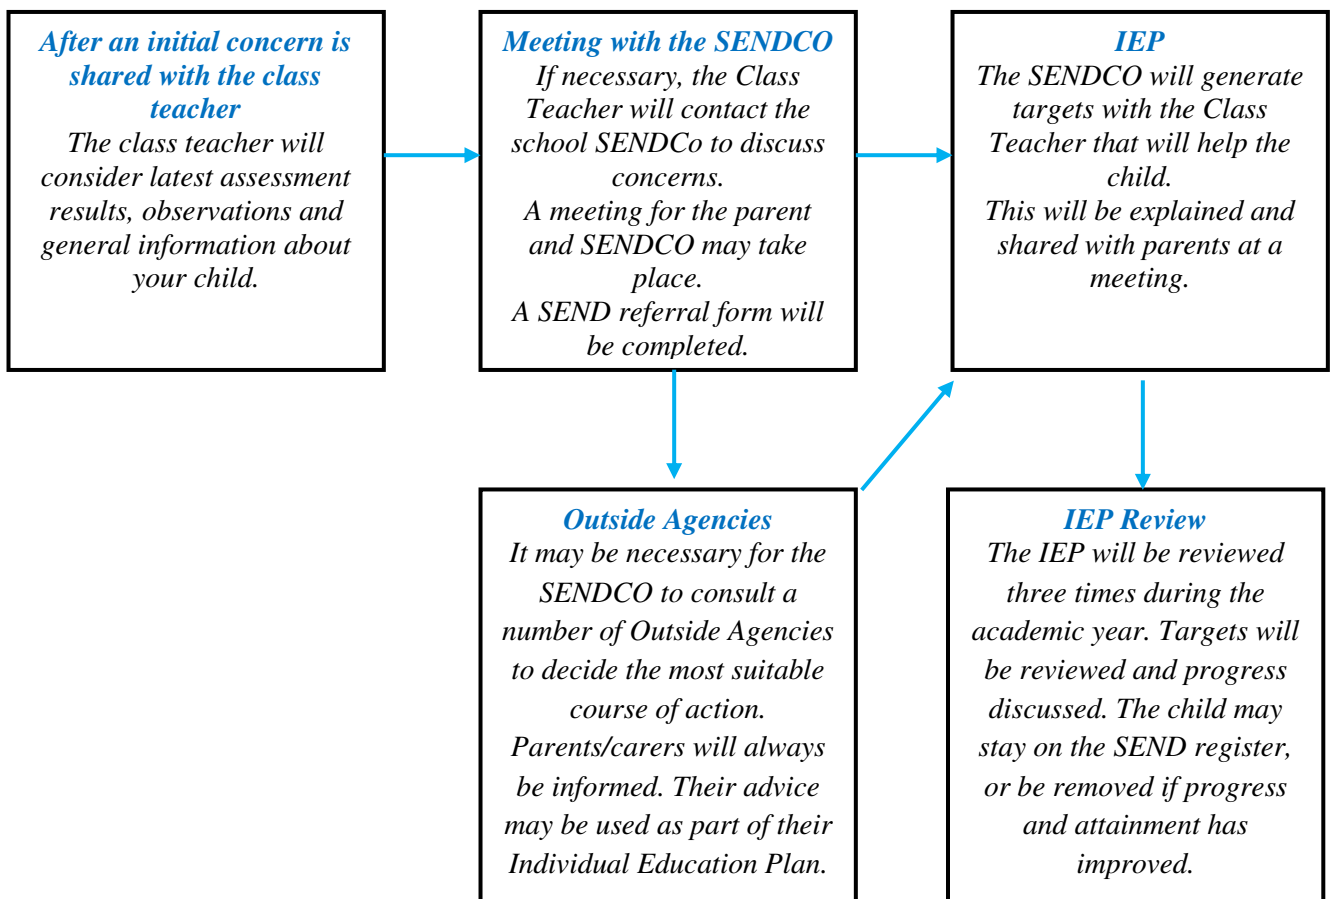 After an initial concern is
shared with the class
teacher
The class teacher will
consider latest assessment
results, observations and
general information about
your child.
Meeting with the SENDCO
If necessary, the Class
Teacher will contact the
school SENDCo to discuss
concerns.
A meeting for the parent
and SENDCO may take
place.
A SEND referral form will
be completed.
IEP
The SENDCO will generate
targets with the Class
Teacher that will help the
child.
This will be explained and
shared with parents at a
meeting.
Outside Agencies
It may be necessary for the
SENDCO to consult a
number of Outside Agencies
to decide the most suitable
course of action.
Parents/carers will always
be informed. Their advice
may be used as part of their
Individual Education Plan.
IEP Review
The IEP will be reviewed
three times during the
academic year. Targets will
be reviewed and progress
discussed. The child may
stay on the SEND register,
or be removed if progress
and attainment has
improved.